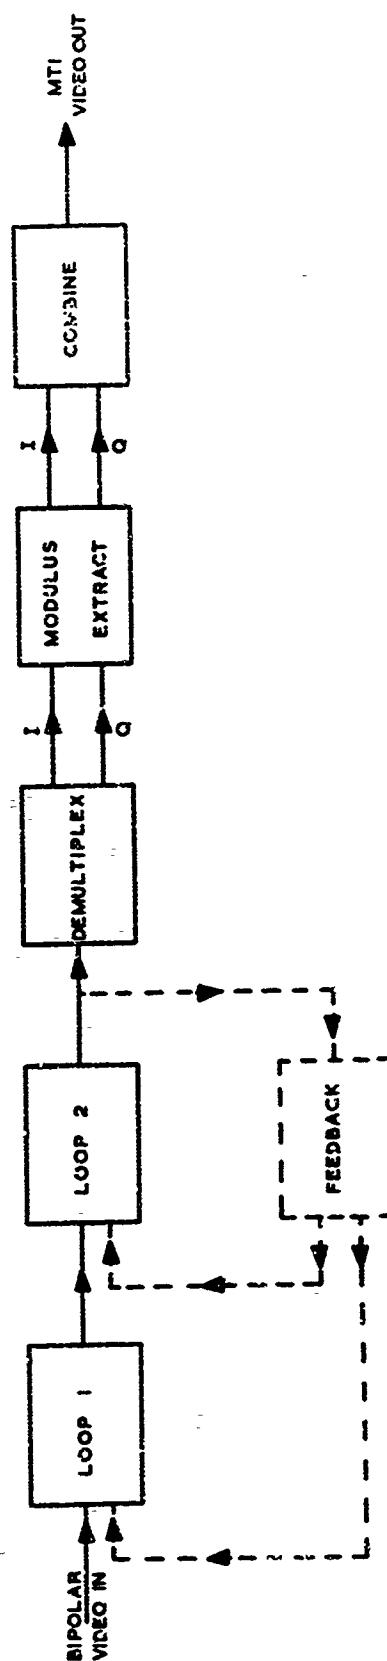 BIPOLAR
VIDEO IN
LOOP 1
LOOP 2
DEMULTIPLEX
I
Q
MODULUS
EXTRACT
I
Q
COMBINE
MTI
VIDEO OUT
FEEDBACK